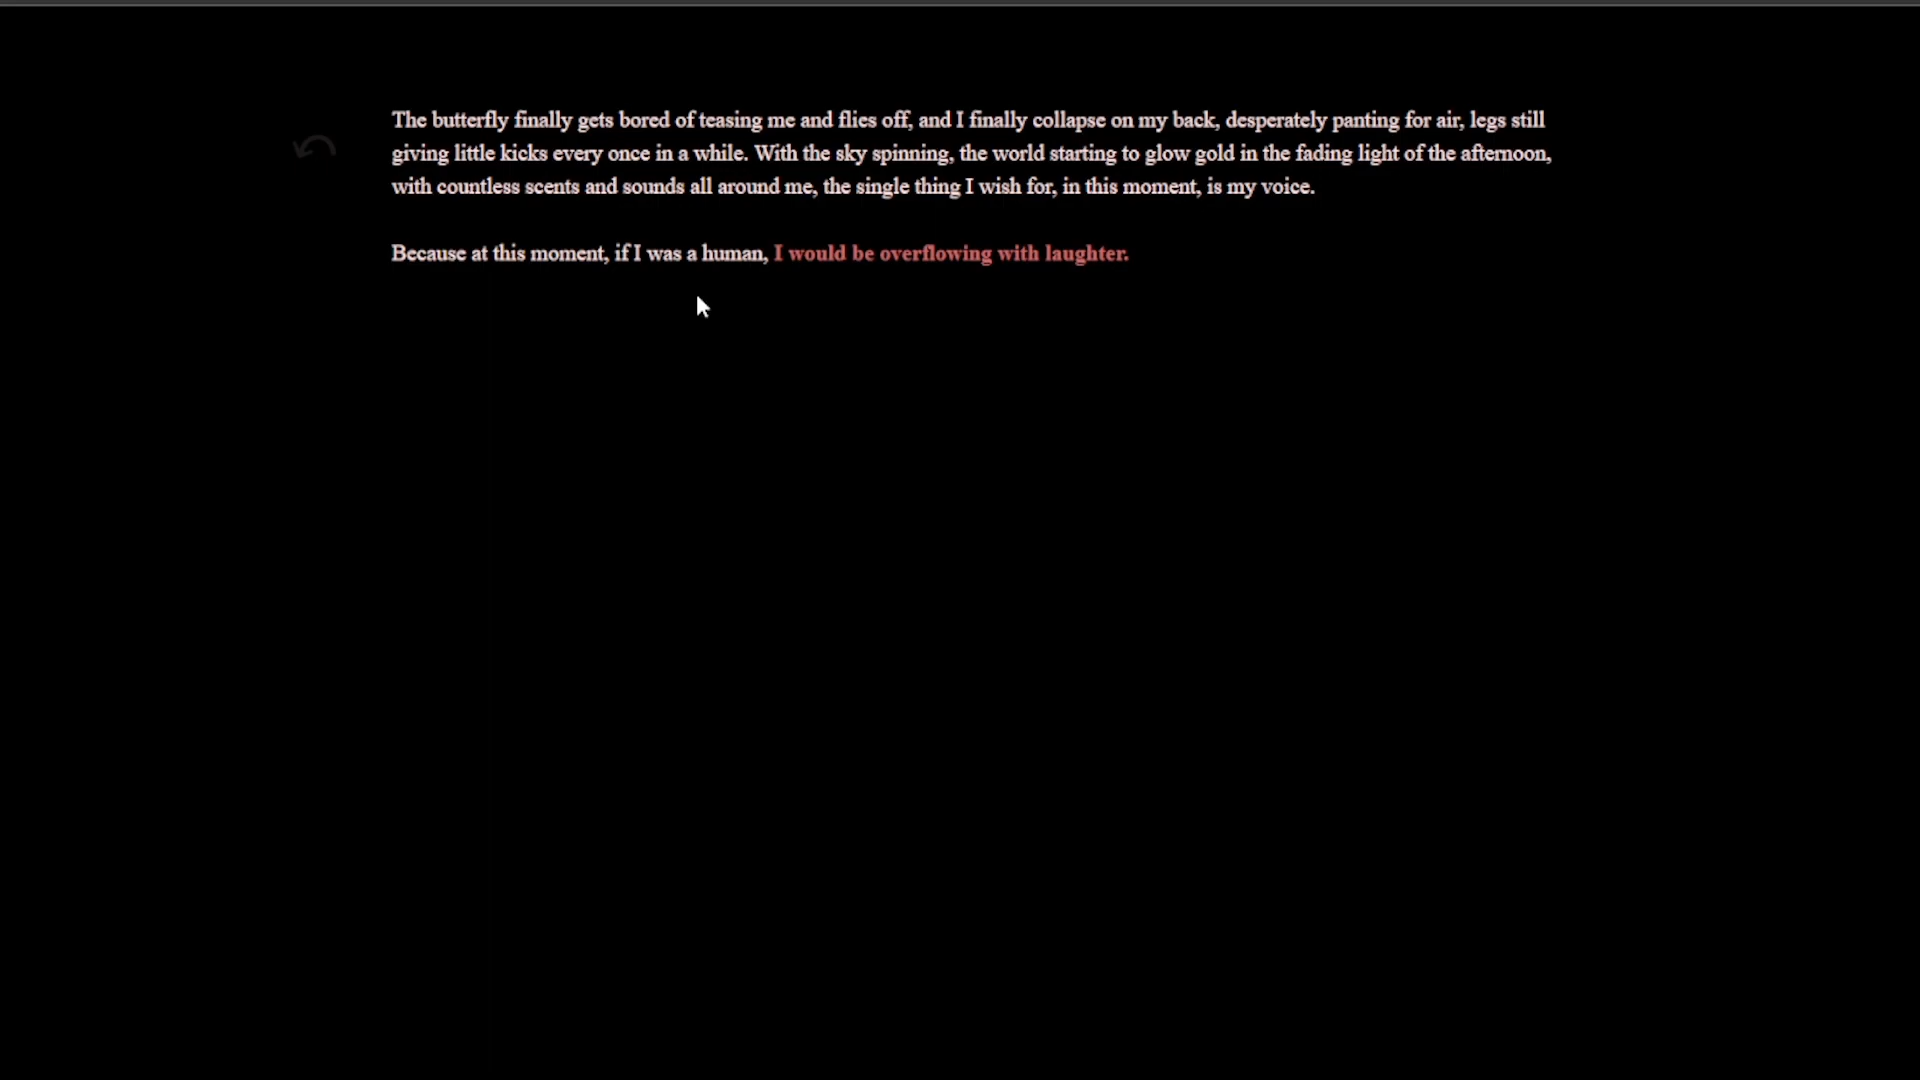 The butterfly finally gets bored of teasing me and flies off, and I finally collapse on my back, desperately panting for air, legs still
giving little kicks every once in a while. With the sky spinning, the world starting to glow gold in the fading light of the afternoon,
with countless scents and sounds all around me, the single thing I wish for, in this moment, is my voice.
Because at this moment, if I was a human, I would be overflowing with laughter.